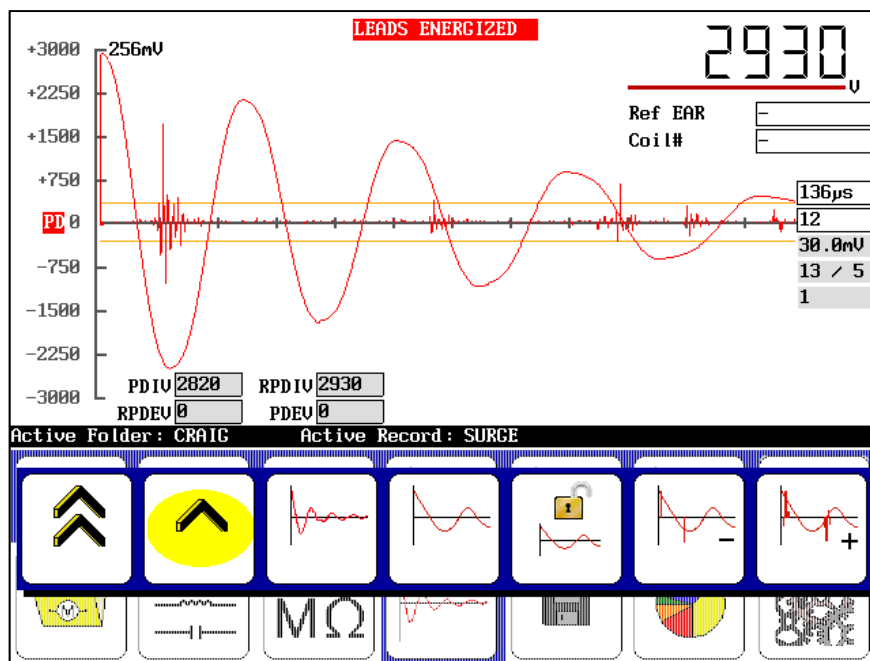 LEADS ENERGIZED
2930 V
+3000 256mV
+2250
+1500
+750
PD 0
-750
-1500
-2250
-3000
Ref EAR -
Coil# -
136µs
12
30.0mV
13 / 5
1
PDIV 2820 RPDIV 2930
RPDEV 0 PDEV 0
Active Folder: CRAIG Active Record: SURGE
- +
M
MΩ